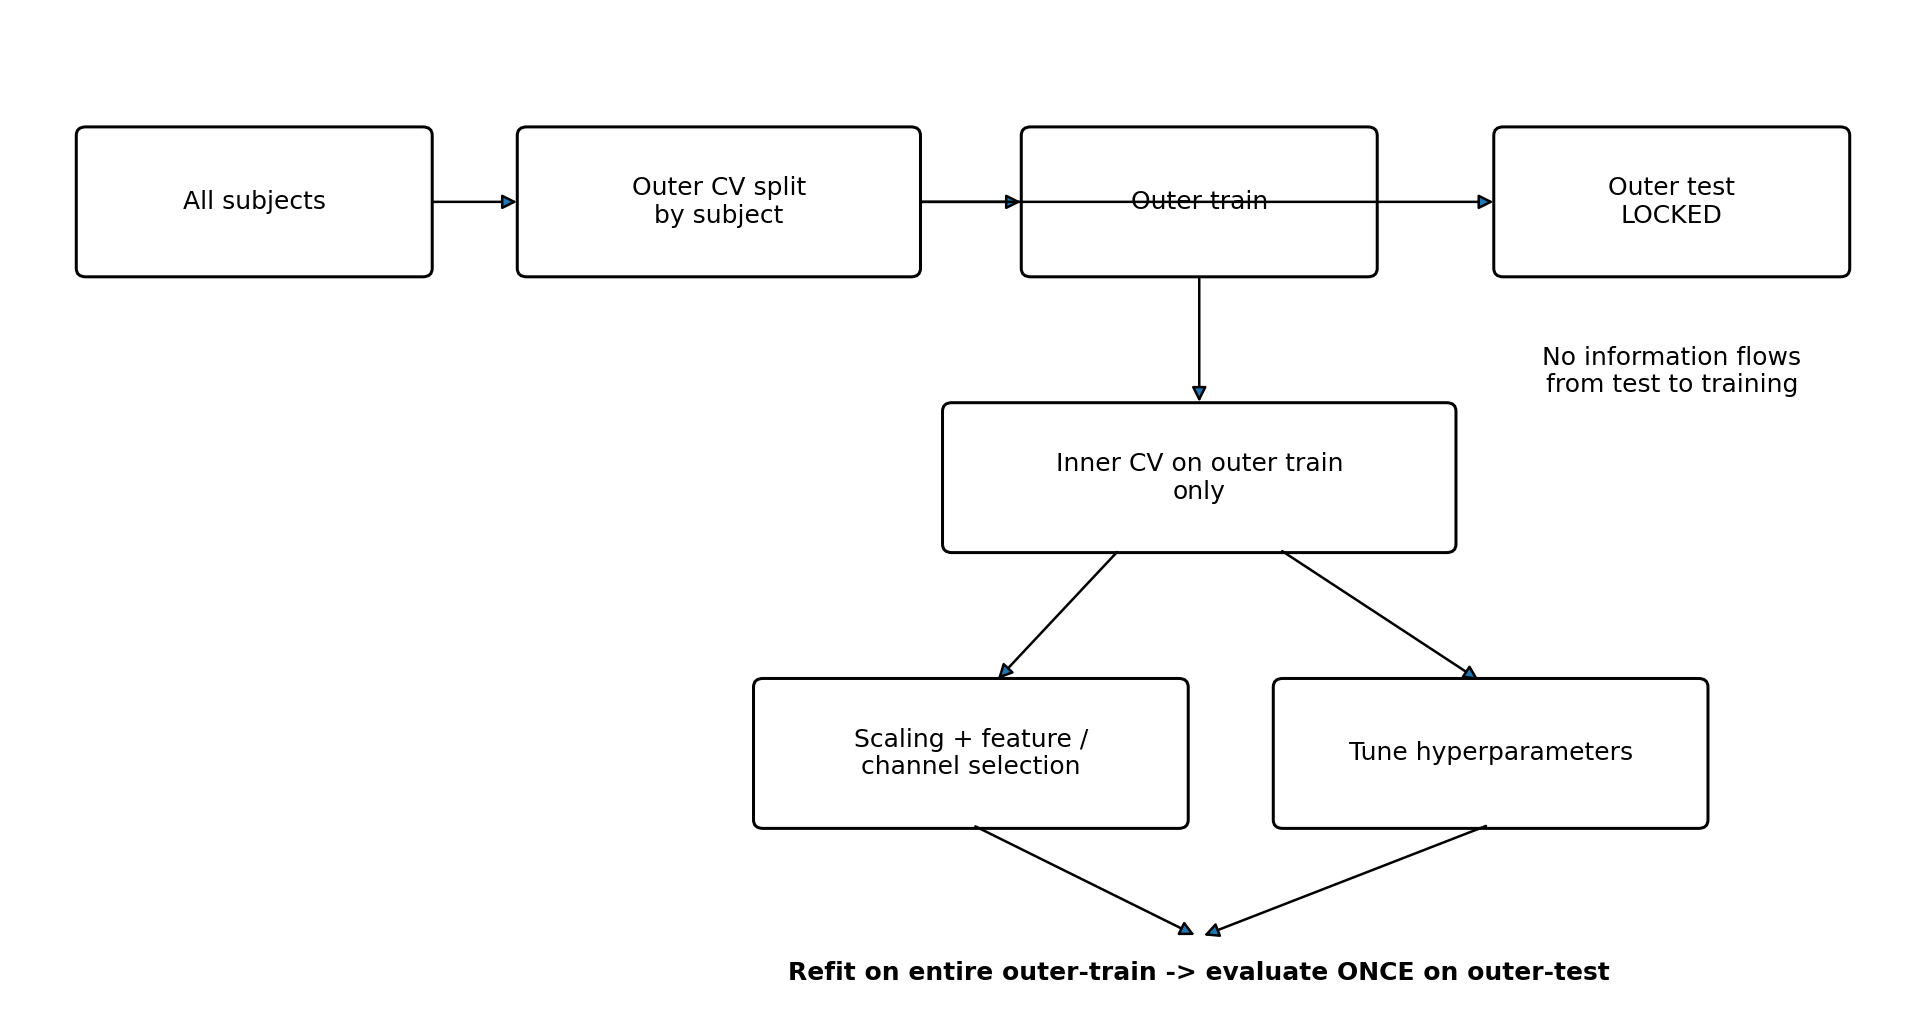 All subjects
Outer CV split
by subject
Outer train
Outer test
LOCKED
No information flows
from test to training
Inner CV on outer train
only
Scaling + feature /
channel selection
Tune hyperparameters
Refit on entire outer-train -> evaluate ONCE on outer-test